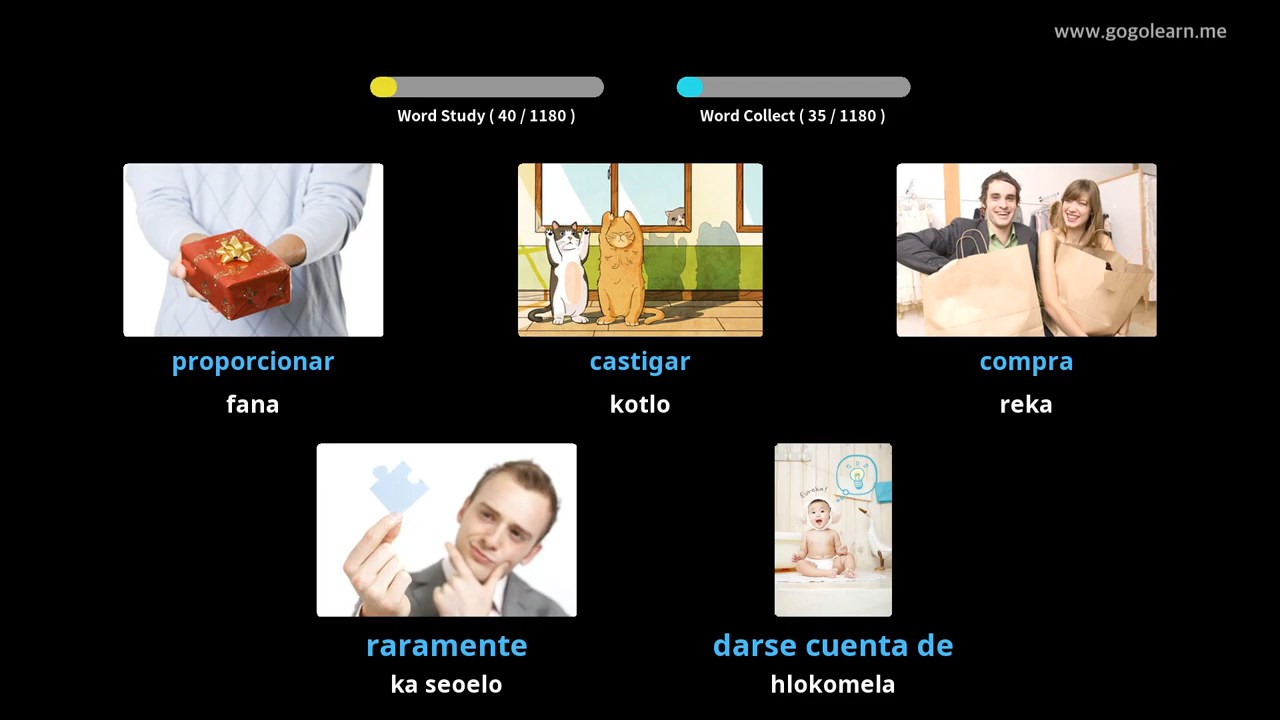 www.gogolearn.me
Word Study ( 40 / 1180 )
Word Collect ( 35 / 1180 )
proporcionar
fana
castigar
kotlo
compra
reka
Eureka!
raramente
ka seoelo
darse cuenta de
hlokomela